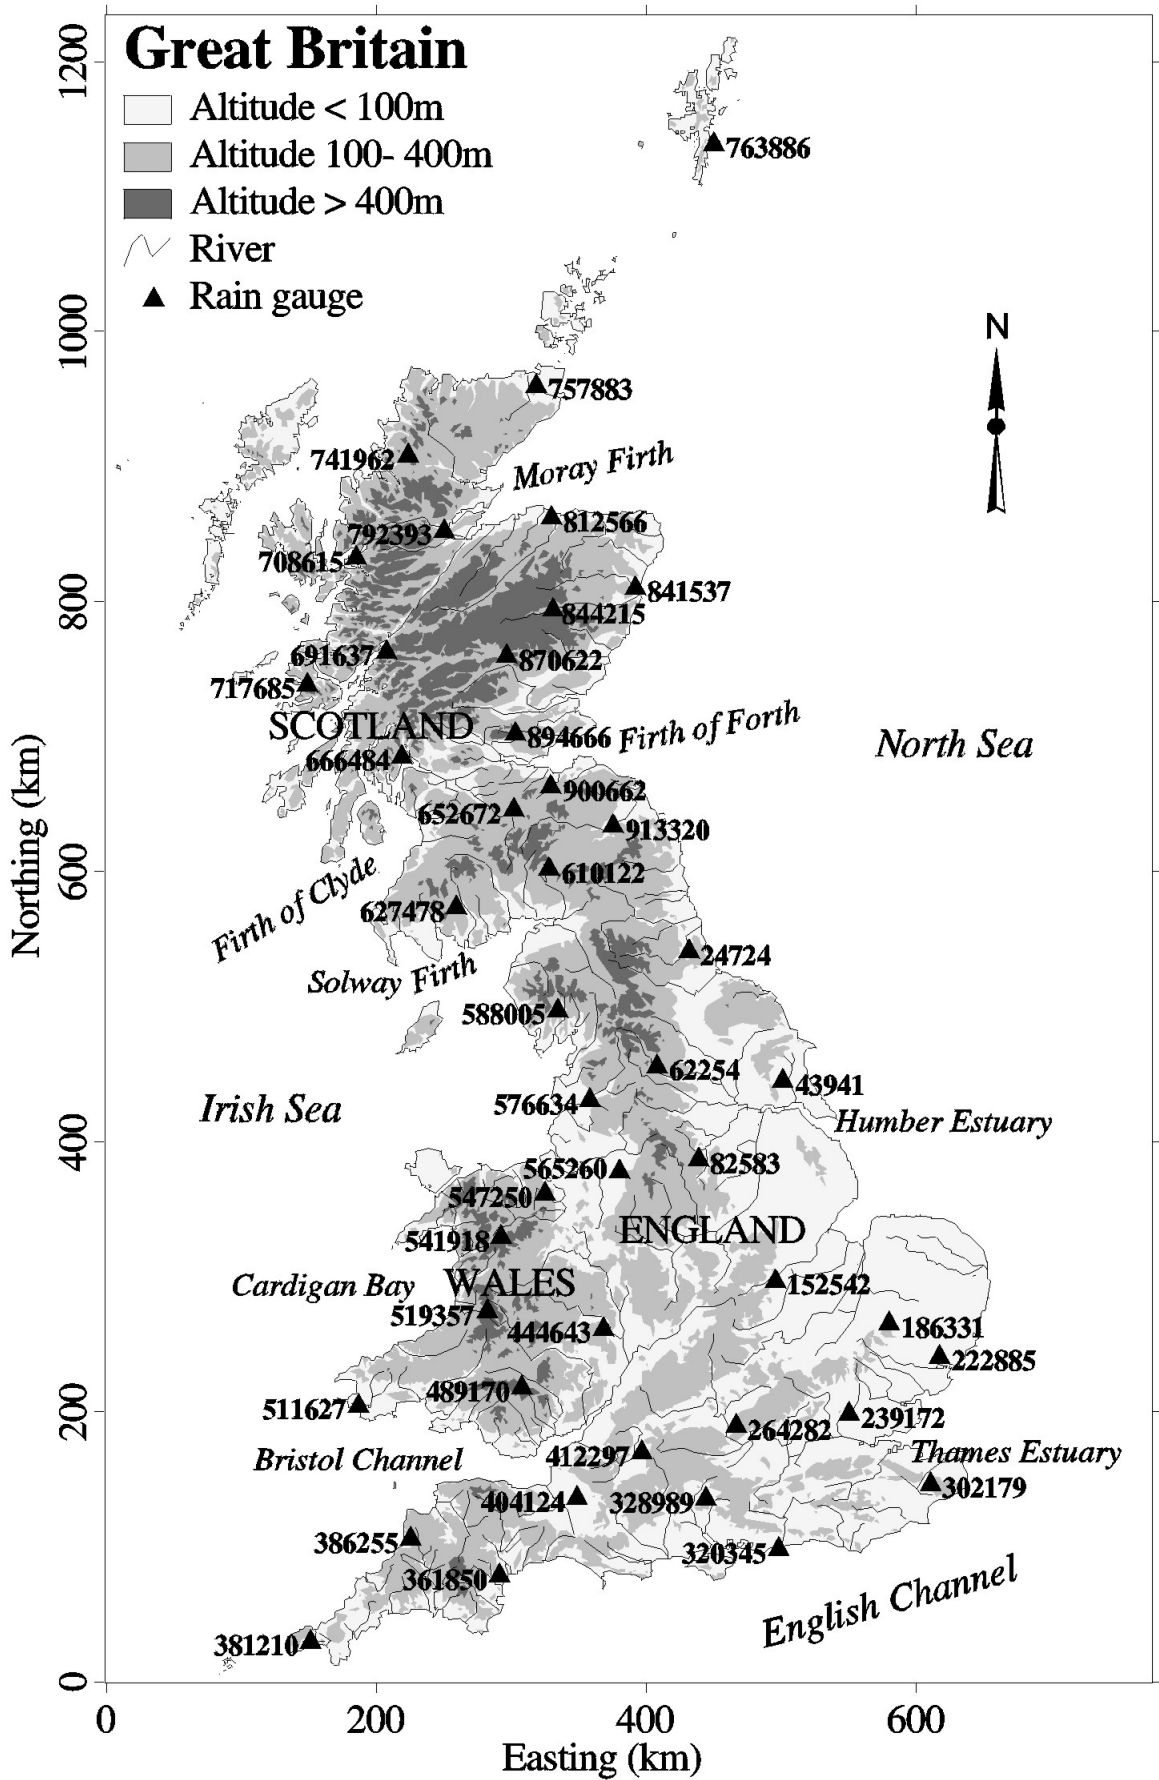 Great Britain
Altitude < 100m
Altitude 100- 400m
Altitude > 400m
River
Rain gauge
1200
1000
800
600
400
200
0
Northing (km)
0
200
400
600
Easting (km)
N
763886
757883
741962
Moray Firth
792393
812566
708615
841537
844215
691637
870622
717685
SCOTLAND
894666
Firth of Forth
North Sea
666484
900662
652672
913320
610122
Firth of Clyde
627478
Solway Firth
24724
588005
62254
43941
576634
Irish Sea
Humber Estuary
565260
82583
547250
541918
ENGLAND
Cardigan Bay
WALES
152542
519357
444643
186331
222885
489170
511627
239172
264282
Bristol Channel
412297
Thames Estuary
302179
404124
328989
386255
320345
361850
English Channel
381210